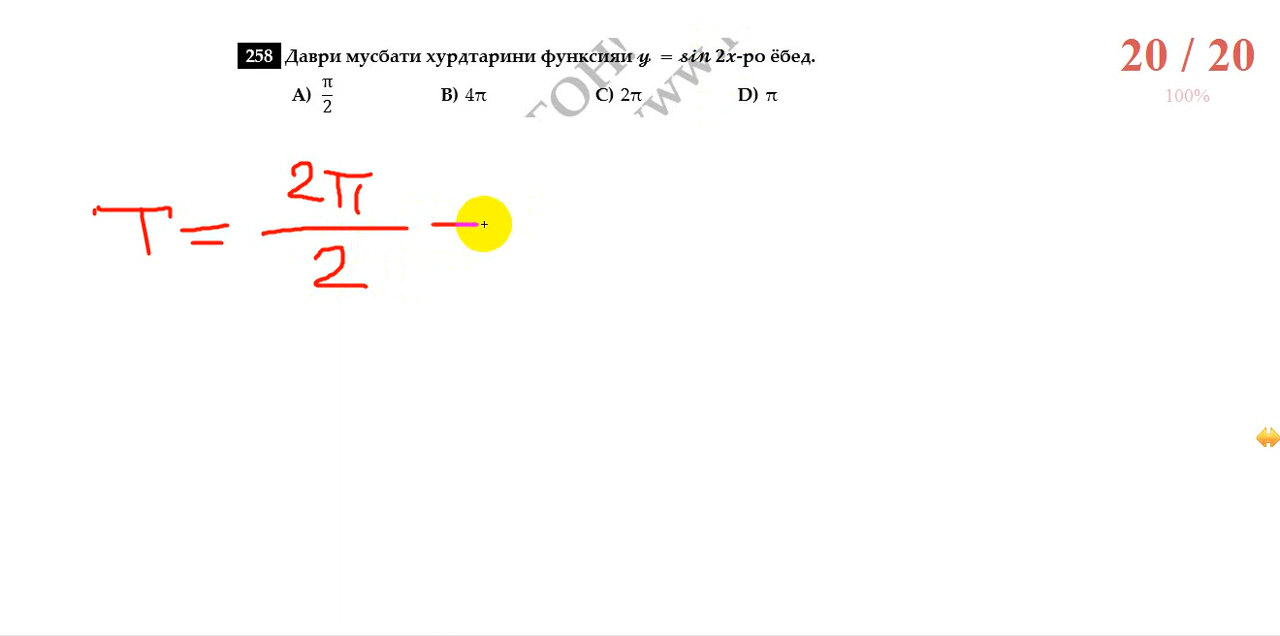 258 Даври мусбати хурдтарини функсияи y = sin 2x-ро ёбед.
A) π/2 B) 4π C) 2π D) π
20 / 20
100%
T = 2π/2